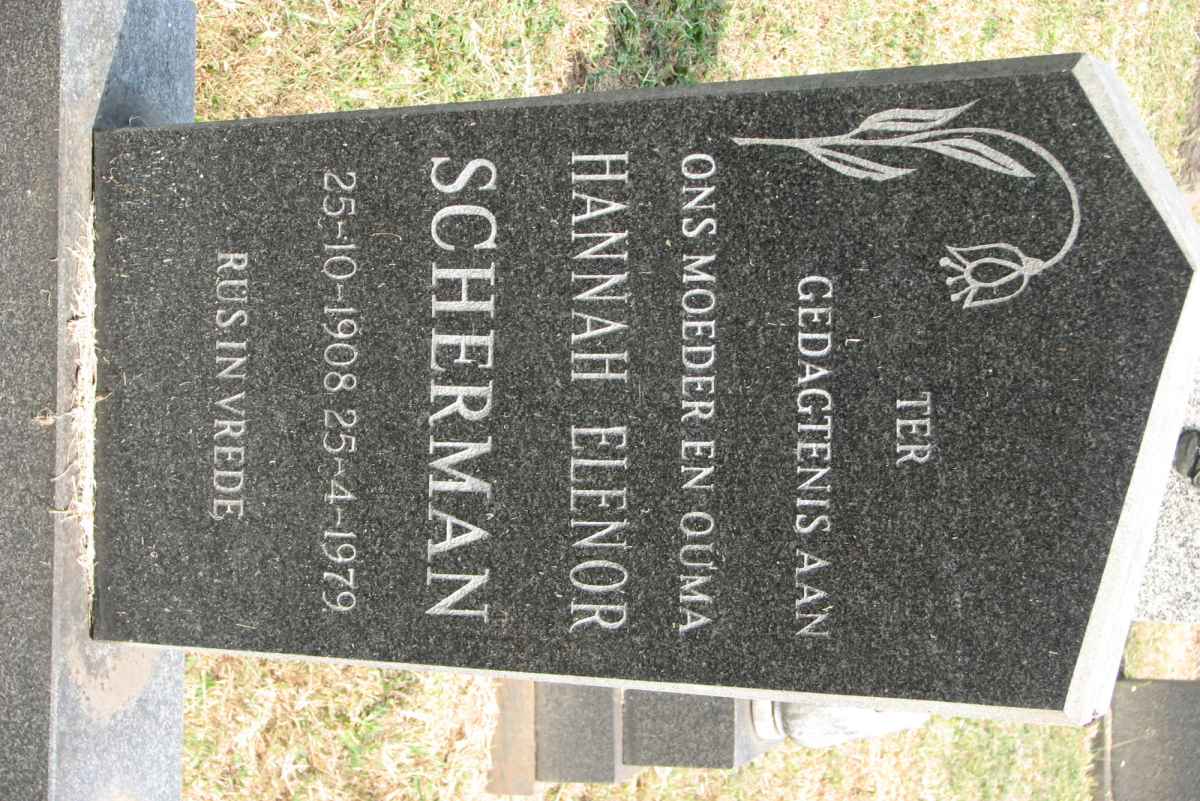 TER
GEDAGTENIS AAN
ONS MOEDER EN OUMA
HANNAH ELENOR
SCHERMAN
25-10-1908 25-4-1979
RUS IN VREDE